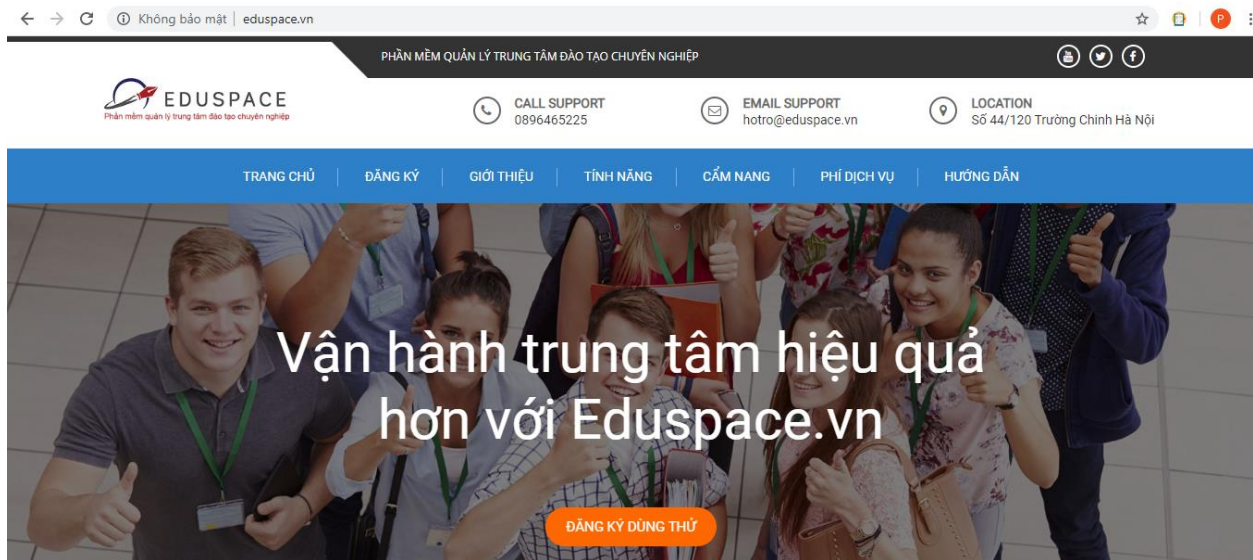 Không bảo mật | eduspace.vn
P
PHẦN MỀM QUẢN LÝ TRUNG TÂM ĐÀO TẠO CHUYÊN NGHIỆP
EDUSPACE
Phần mềm quản lý trung tâm đào tạo chuyên nghiệp
CALL SUPPORT
0896465225
EMAIL SUPPORT
hotro@eduspace.vn
LOCATION
Số 44/120 Trường Chinh Hà Nội
TRANG CHỦ ĐĂNG KÝ GIỚI THIỆU TÍNH NĂNG CẨM NANG PHÍ DỊCH VỤ HƯỚNG DẪN
Vận hành trung tâm hiệu quả
hơn với Eduspace.vn
ĐĂNG KÝ DÙNG THỬ